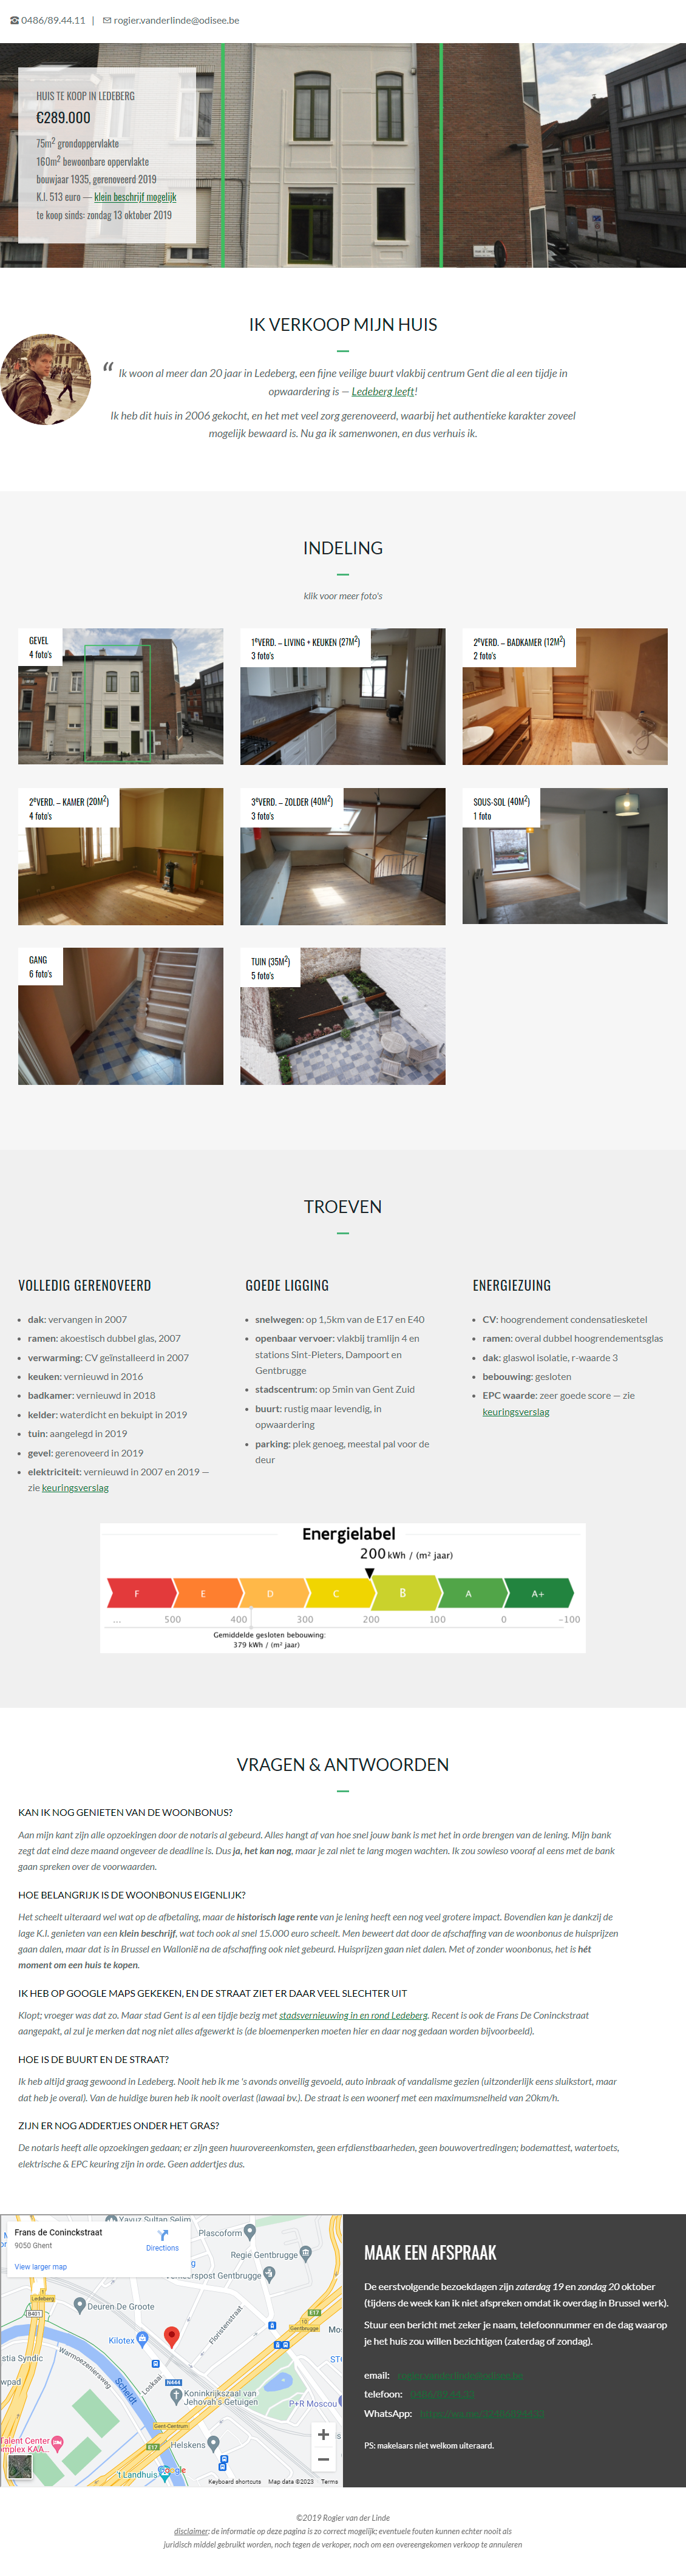 0486/89.44.11 | rogier.vanderlinde@odisee.be
HUIS TE KOOP IN LEDEBERG
€289.000
75m2 grondoppervlakte
160m2 bewoonbare oppervlakte
bouwjaar 1935, gerenoveerd 2019
K.I. 513 euro — klein beschrijf mogelijk
te koop sinds: zondag 13 oktober 2019
IK VERKOOP MIJN HUIS
“ Ik woon al meer dan 20 jaar in Ledeberg, een fijne veilige buurt vlakbij centrum Gent die al een tijdje in
opwaardering is — Ledeberg leeft!
Ik heb dit huis in 2006 gekocht, en het met veel zorg gerenoveerd, waarbij het authentieke karakter zoveel
mogelijk bewaard is. Nu ga ik samenwonen, en dus verhuis ik.
INDELING
klik voor meer foto's
GEVEL
4 foto's
1eVERD. – LIVING + KEUKEN (27M2)
3 foto's
2eVERD. – BADKAMER (12M2)
2 foto's
2eVERD. – KAMER (20M2)
4 foto's
3eVERD. – ZOLDER (40M2)
3 foto's
SOUS-SOL (40M2)
1 foto
GANG
6 foto's
TUIN (35M2)
5 foto's
TROEVEN
VOLLEDIG GERENOVEERD
• dak: vervangen in 2007
• ramen: akoestisch dubbel glas, 2007
• verwarming: CV geïnstalleerd in 2007
• keuken: vernieuwd in 2016
• badkamer: vernieuwd in 2018
• kelder: waterdicht en bekuipt in 2019
• tuin: aangelegd in 2019
• gevel: gerenoveerd in 2019
• elektriciteit: vernieuwd in 2007 en 2019 —
zie keuringsverslag
GOEDE LIGGING
• snelwegen: op 1,5km van de E17 en E40
• openbaar vervoer: vlakbij tramlijn 4 en
stations Sint-Pieters, Dampoort en
Gentbrugge
• stadscentrum: op 5min van Gent Zuid
• buurt: rustig maar levendig, in
opwaardering
• parking: plek genoeg, meestal pal voor de
deur
ENERGIEZUING
• CV: hoogrendement condensatiesketel
• ramen: overal dubbel hoogrendementsglas
• dak: glaswol isolatie, r-waarde 3
• bebouwing: gesloten
• EPC waarde: zeer goede score — zie
keuringsverslag
Energielabel
200 kWh / (m² jaar)
F E D C B A A+
... 500 400 300 200 100 0 -100
Gemiddelde gesloten bebouwing:
379 kWh / (m² jaar)
VRAGEN & ANTWOORDEN
KAN IK NOG GENIETEN VAN DE WOONBONUS?
Aan mijn kant zijn alle opzoekingen door de notaris al gebeurd. Alles hangt af van hoe snel jouw bank is met het in orde brengen van de lening. Mijn bank
zegt dat eind deze maand ongeveer de deadline is. Dus ja, het kan nog, maar je zal niet te lang mogen wachten. Ik zou sowieso vooraf al eens met de bank
gaan spreken over de voorwaarden.
HOE BELANGRIJK IS DE WOONBONUS EIGENLIJK?
Het scheelt uiteraard wel wat op de afbetaling, maar de historisch lage rente van je lening heeft een nog veel grotere impact. Bovendien kan je dankzij de
lage K.I. genieten van een klein beschrijf, wat toch ook al snel 15.000 euro scheelt. Men beweert dat door de afschaffing van de woonbonus de huisprijzen
gaan dalen, maar dat is in Brussel en Wallonië na de afschaffing ook niet gebeurd. Huisprijzen gaan niet dalen. Met of zonder woonbonus, het is hét
moment om een huis te kopen.
IK HEB OP GOOGLE MAPS GEKEKEN, EN DE STRAAT ZIET ER DAAR VEEL SLECHTER UIT
Klopt; vroeger was dat zo. Maar stad Gent is al een tijdje bezig met stadsvernieuwing in en rond Ledeberg. Recent is ook de Frans De Coninckstraat
aangepakt, al zul je merken dat nog niet alles afgewerkt is (de bloemenperken moeten hier en daar nog gedaan worden bijvoorbeeld).
HOE IS DE BUURT EN DE STRAAT?
Ik heb altijd graag gewoond in Ledeberg. Nooit heb ik me 's avonds onveilig gevoeld, auto inbraak of vandalisme gezien (uitzonderlijk eens sluikstort, maar
dat heb je overal). Van de huidige buren heb ik nooit overlast (lawaai bv.). De straat is een woonerf met een maximumsnelheid van 20km/h.
ZIJN ER NOG ADDERTJES ONDER HET GRAS?
De notaris heeft alle opzoekingen gedaan; er zijn geen huurovereenkomsten, geen erfdienstbaarheden, geen bouwovertredingen; bodemattest, watertoets,
elektrische & EPC keuring zijn in orde. Geen addertjes dus.
Frans de Coninckstraat
9050 Ghent
Directions
View larger map
Yavuz Sultan Selim
Plascoform
Regie Gentbrugge
post Gentbrugge
Deuren De Groote
Ledeberg
B401
Kilotex
Floristenstraat
E17
Gentbrugge
Ledeberg
stia Syndic
Warmoezeniersweg
Loskaai
Scheldt
N444
Kerkgebouw van
Jehovah's Getuigen
P+R Moscou
Gent-Centrum
E17
Helskens
Koninkrijkszaal van
Talent Center
omplex KAA...
't Landhuis
Keyboard shortcuts Map data ©2023 Terms
MAAK EEN AFSPRAAK
De eerstvolgende bezoekdagen zijn zaterdag 19 en zondag 20 oktober
(tijdens de week kan ik niet afspreken omdat ik overdag in Brussel werk).
Stuur een bericht met zeker je naam, telefoonnummer en de dag waarop
je het huis zou willen bezichtigen (zaterdag of zondag).
email: rogier.vanderlinde@odisee.be
telefoon:
WhatsApp:
PS: makelaars niet welkom uiteraard.
©2019 Rogier van der Linde
disclaimer: de informatie op deze pagina is zo correct mogelijk; eventuele fouten kunnen echter nooit als
juridisch middel gebruikt worden, noch tegen de verkoper, noch om een overeengekomen verkoop te annuleren